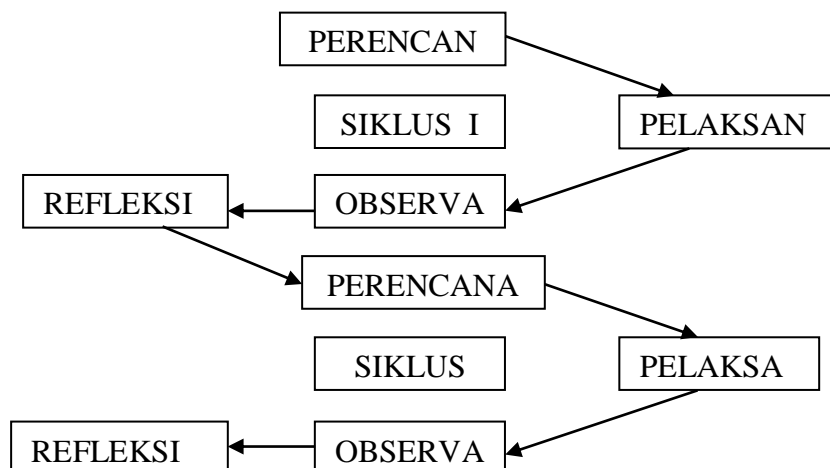 PERENCAN
SIKLUS I
PELAKSAN
REFLEKSI
OBSERVA
PERENCANA
SIKLUS
PELAKSA
REFLEKSI
OBSERVA